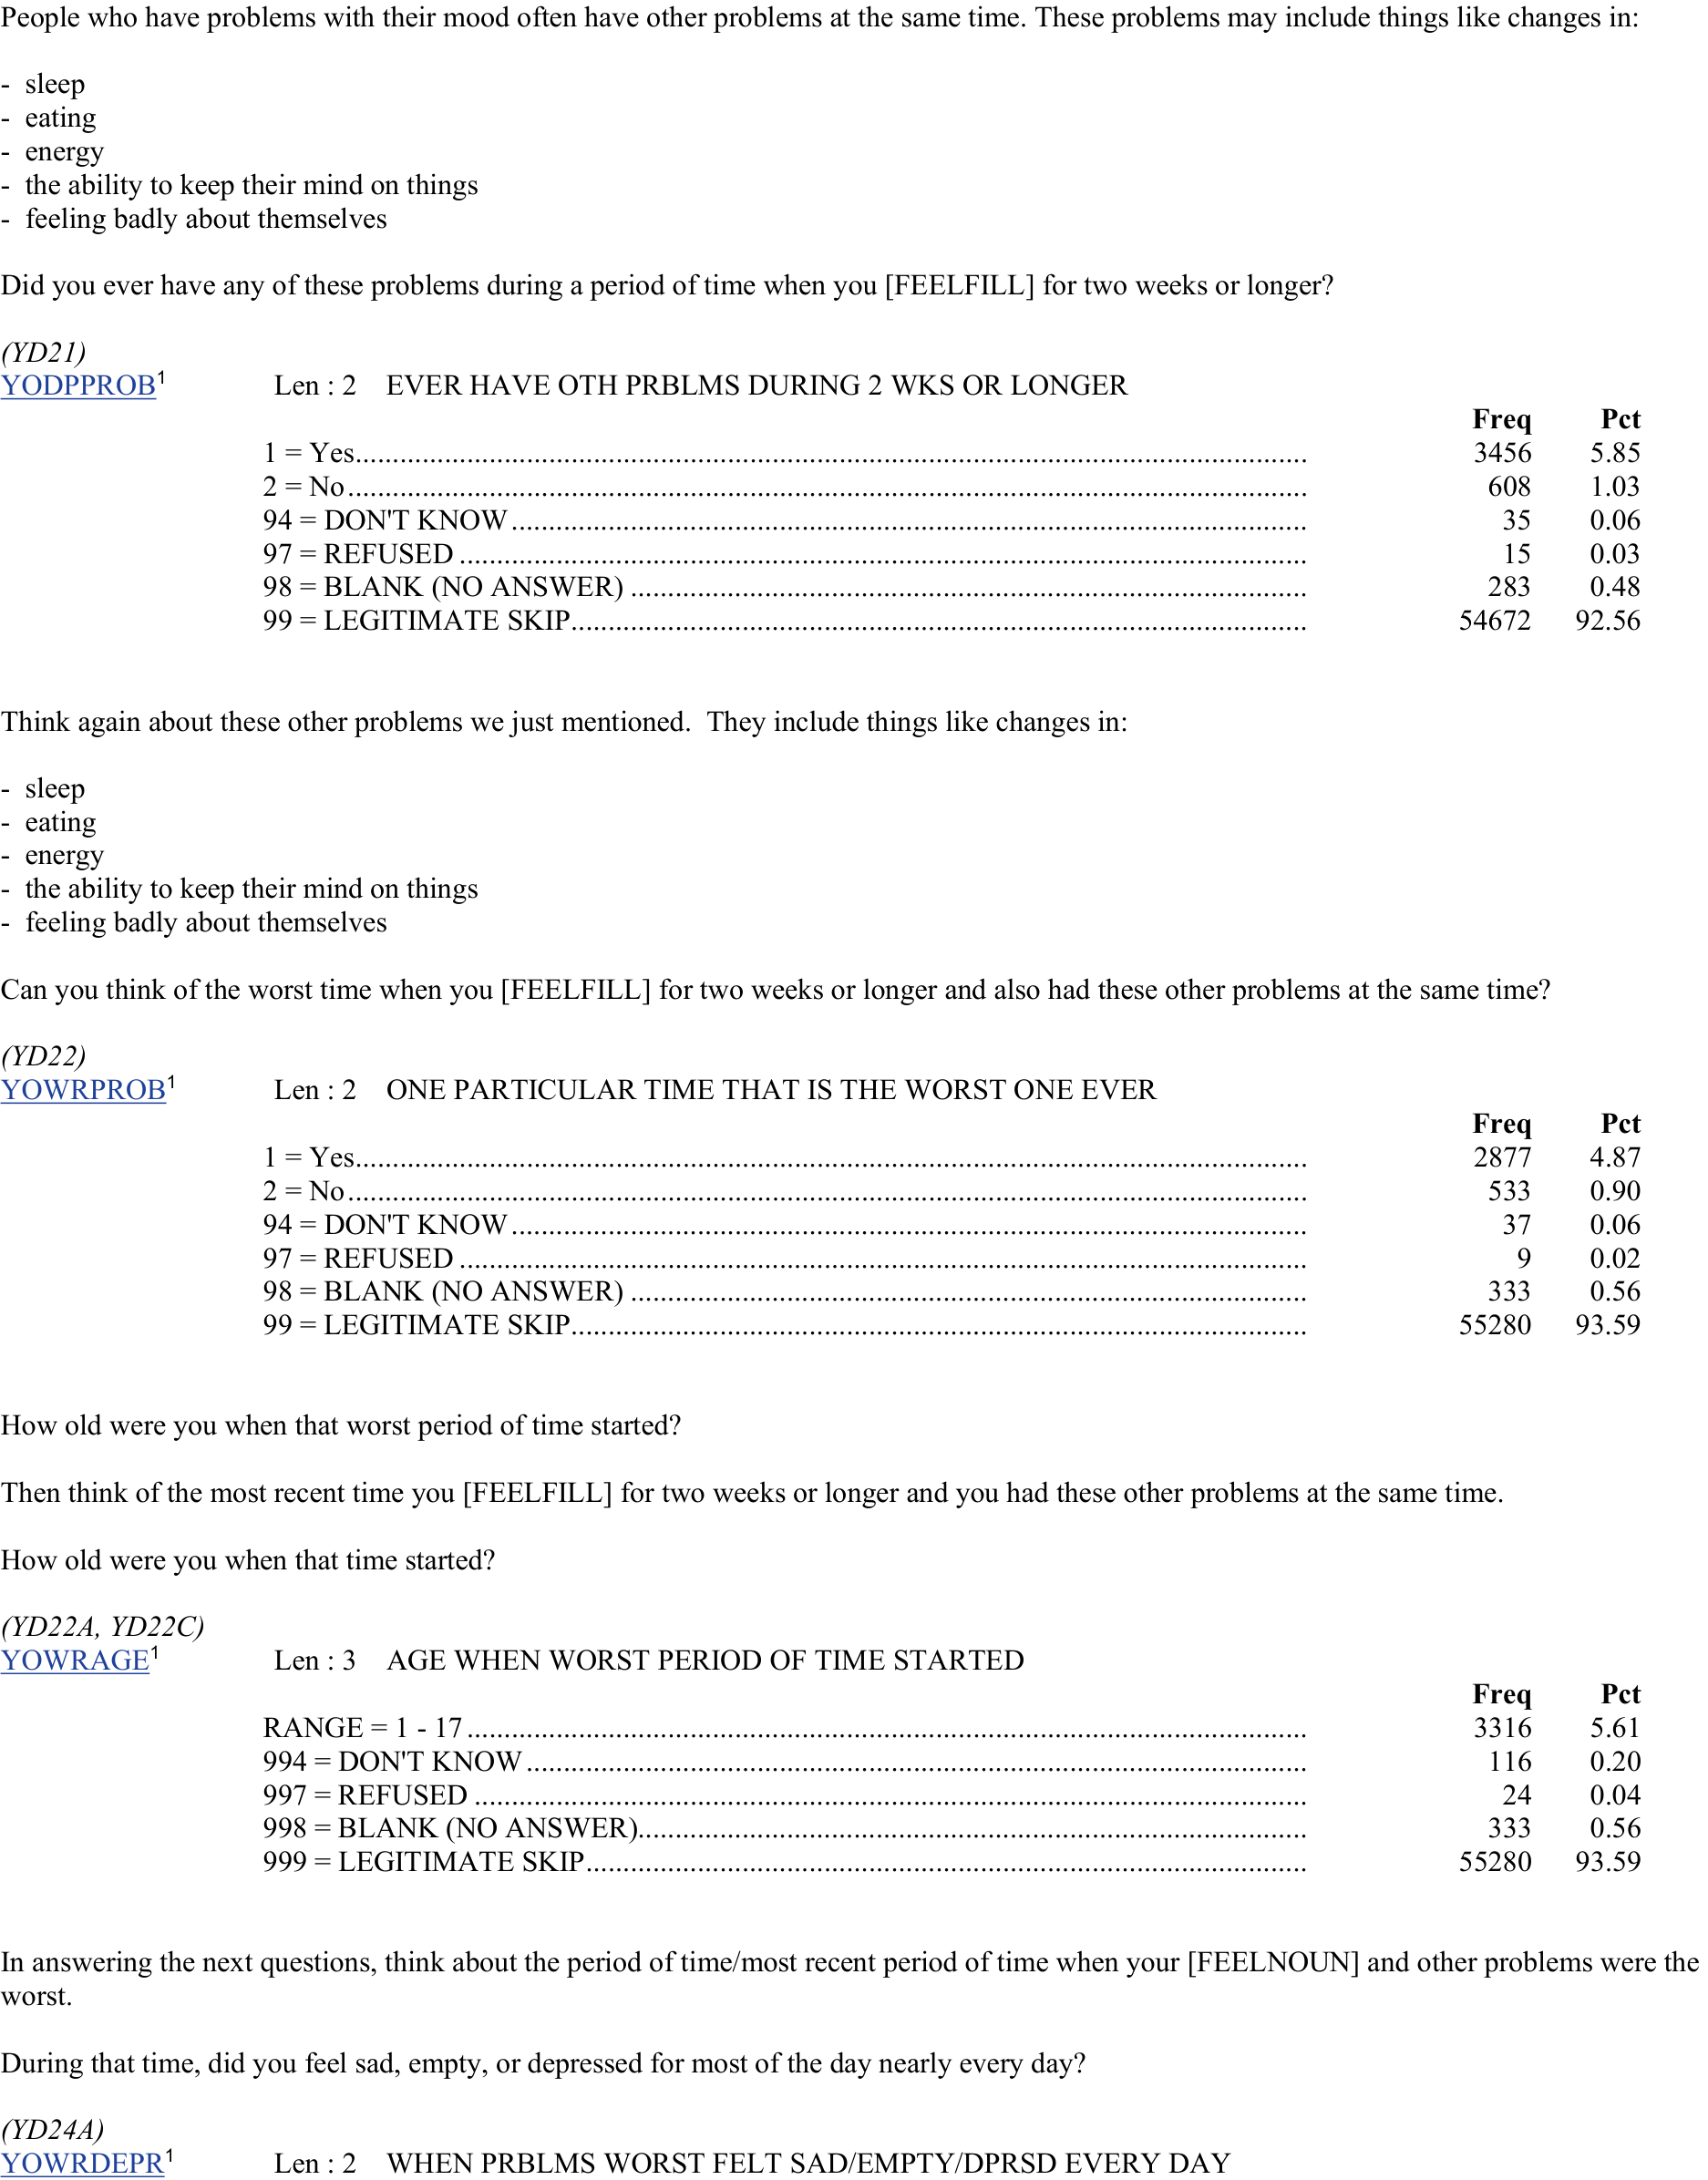 People who have problems with their mood often have other problems at the same time. These problems may include things like changes in:
- sleep
- eating
- energy
- the ability to keep their mind on things
- feeling badly about themselves
Did you ever have any of these problems during a period of time when you [FEELFILL] for two weeks or longer?
(YD21)
YODPPROB1 Len : 2 EVER HAVE OTH PRBLMS DURING 2 WKS OR LONGER
Freq Pct
1 = Yes 3456 5.85
2 = No 608 1.03
94 = DON'T KNOW 35 0.06
97 = REFUSED 15 0.03
98 = BLANK (NO ANSWER) 283 0.48
99 = LEGITIMATE SKIP 54672 92.56
Think again about these other problems we just mentioned. They include things like changes in:
- sleep
- eating
- energy
- the ability to keep their mind on things
- feeling badly about themselves
Can you think of the worst time when you [FEELFILL] for two weeks or longer and also had these other problems at the same time?
(YD22)
YOWRPROB1 Len : 2 ONE PARTICULAR TIME THAT IS THE WORST ONE EVER
Freq Pct
1 = Yes 2877 4.87
2 = No 533 0.90
94 = DON'T KNOW 37 0.06
97 = REFUSED 9 0.02
98 = BLANK (NO ANSWER) 333 0.56
99 = LEGITIMATE SKIP 55280 93.59
How old were you when that worst period of time started?
Then think of the most recent time you [FEELFILL] for two weeks or longer and you had these other problems at the same time.
How old were you when that time started?
(YD22A, YD22C)
YOWRAGE1 Len : 3 AGE WHEN WORST PERIOD OF TIME STARTED
Freq Pct
RANGE = 1 - 17 3316 5.61
994 = DON'T KNOW 116 0.20
997 = REFUSED 24 0.04
998 = BLANK (NO ANSWER) 333 0.56
999 = LEGITIMATE SKIP 55280 93.59
In answering the next questions, think about the period of time/most recent period of time when your [FEELNOUN] and other problems were the
worst.
During that time, did you feel sad, empty, or depressed for most of the day nearly every day?
(YD24A)
YOWRDEPR1 Len : 2 WHEN PRBLMS WORST FELT SAD/EMPTY/DPRSD EVERY DAY